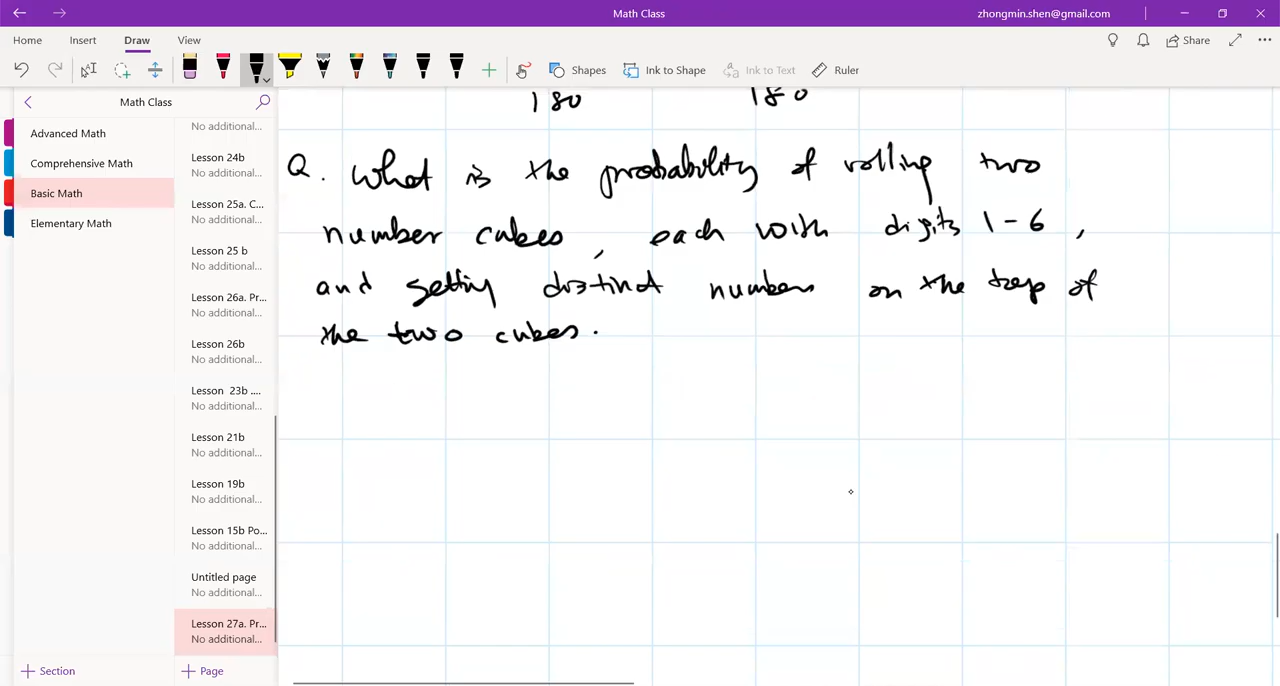 Math Class
zhongmin.shen@gmail.com
Home Insert Draw View
Share
Shapes Ink to Shape Ink to Text Ruler
Math Class
Advanced Math
Comprehensive Math
Basic Math
Elementary Math
No additional...
Lesson 24b
No additional...
Lesson 25a. C...
No additional...
Lesson 25 b
No additional...
Lesson 26a. Pr...
No additional...
Lesson 26b
No additional...
Lesson 23b ....
No additional...
Lesson 21b
No additional...
Lesson 19b
No additional...
Lesson 15b Po...
No additional...
Untitled page
No additional...
Lesson 27a. Pr...
No additional...
Section
Page
180 180
Q. What is the probability of rolling two
number cubes, each with digits 1-6,
and getting distinct numbers on the top of
the two cubes.